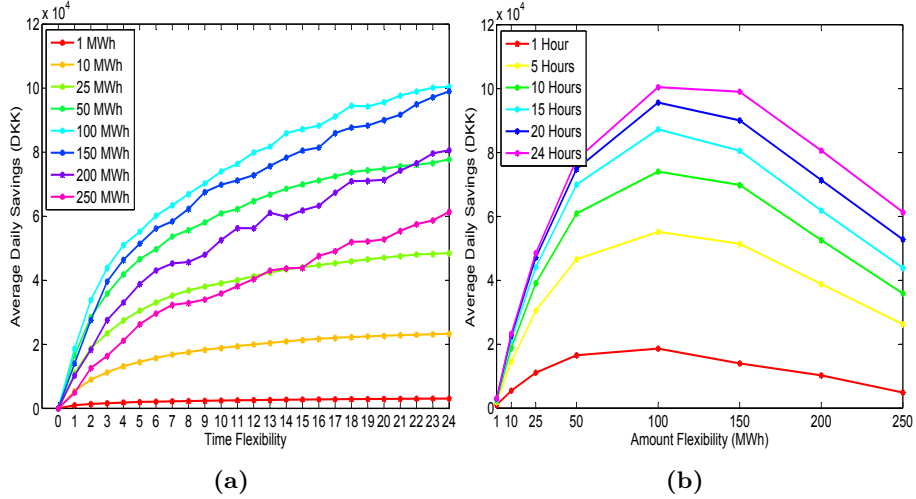 x 10⁴
12
10
8
6
4
2
0
Average Daily Savings (DKK)
1 MWh
10 MWh
25 MWh
50 MWh
100 MWh
150 MWh
200 MWh
250 MWh
0 1 2 3 4 5 6 7 8 9 10 11 12 13 14 15 16 17 18 19 20 21 22 23 24
Time Flexibility
(a)
x 10⁴
12
10
8
6
4
2
0
Average Daily Savings (DKK)
1 Hour
5 Hours
10 Hours
15 Hours
20 Hours
24 Hours
1 10 25 50 100 150 200 250
Amount Flexibility (MWh)
(b)